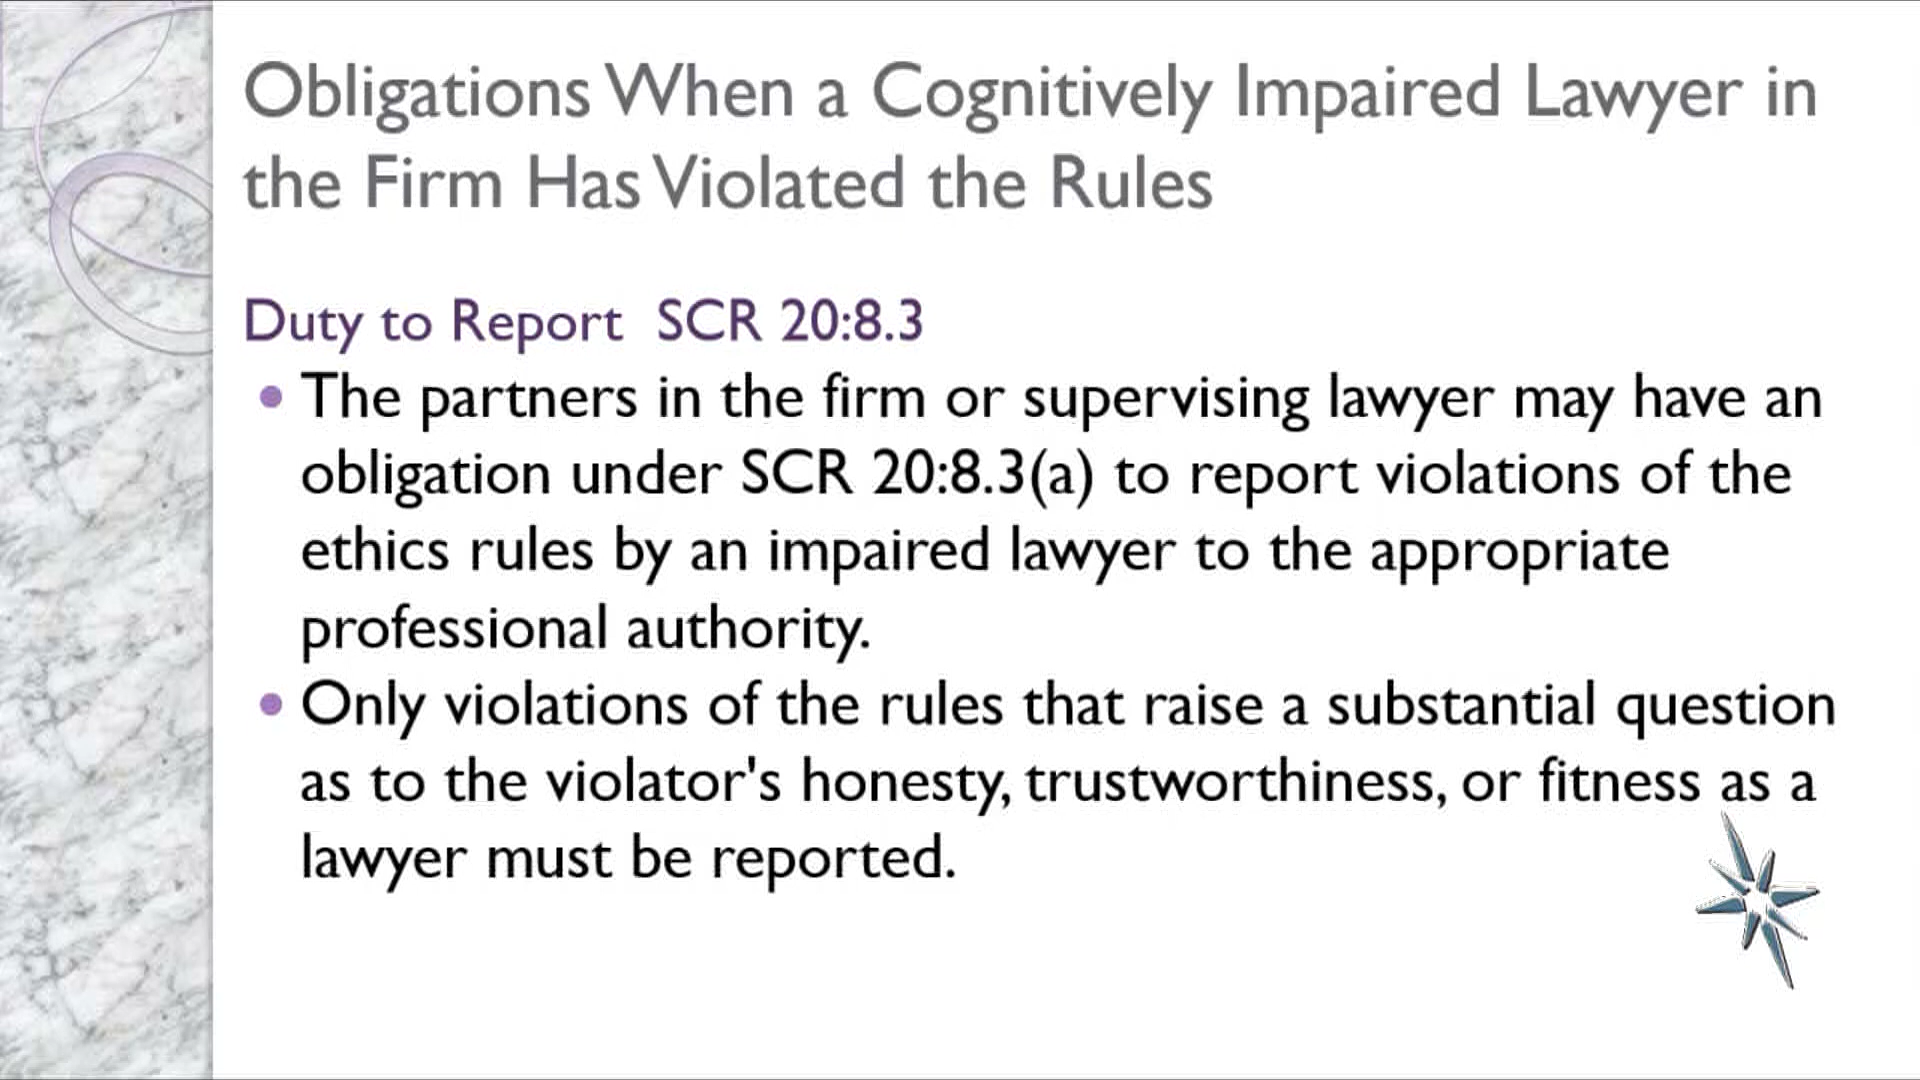 Obligations When a Cognitively Impaired Lawyer in
the Firm Has Violated the Rules
Duty to Report SCR 20:8.3
• The partners in the firm or supervising lawyer may have an
obligation under SCR 20:8.3(a) to report violations of the
ethics rules by an impaired lawyer to the appropriate
professional authority.
• Only violations of the rules that raise a substantial question
as to the violator's honesty, trustworthiness, or fitness as a
lawyer must be reported.